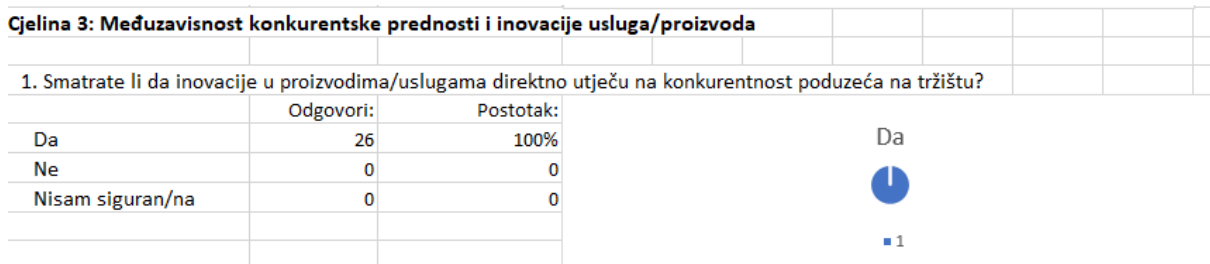 Cjelina 3: Međuzavisnost konkurentske prednosti i inovacije usluga/proizvoda
1. Smatrate li da inovacije u proizvodima/uslugama direktno utječu na konkurentnost poduzeća na tržištu?
Odgovori: Postotak:
Da 26 100%
Ne 0 0
Nisam siguran/na 0 0
Da
1